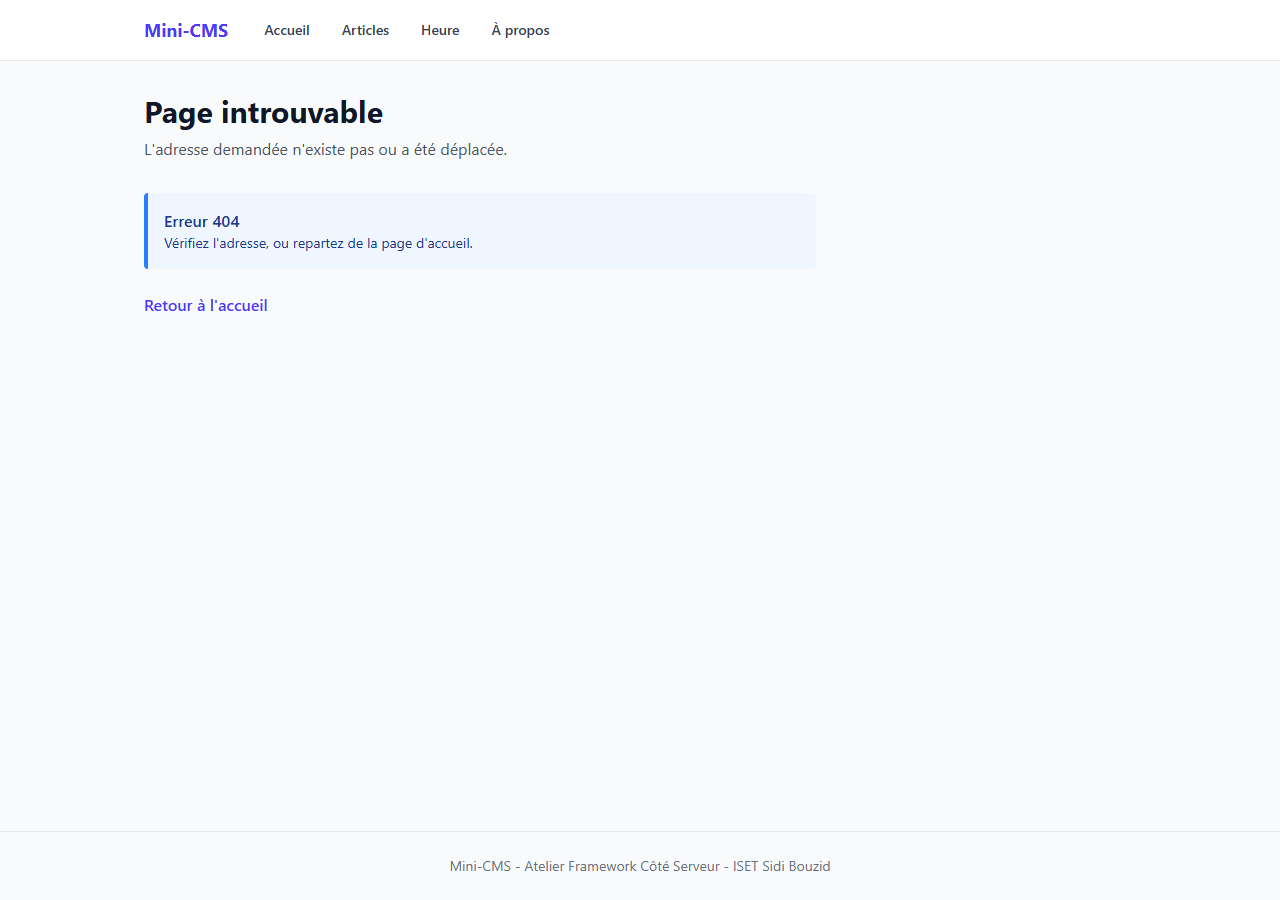 Mini-CMS Accueil Articles Heure À propos
Page introuvable
L'adresse demandée n'existe pas ou a été déplacée.
Erreur 404
Vérifiez l'adresse, ou repartez de la page d'accueil.
Retour à l'accueil
Mini-CMS - Atelier Framework Côté Serveur - ISET Sidi Bouzid